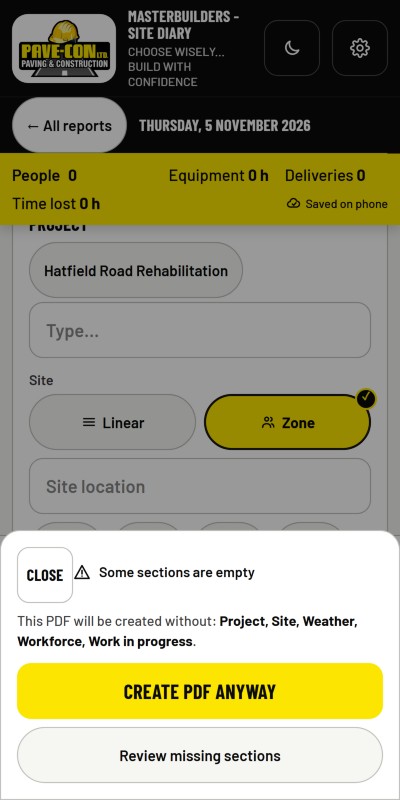 PAVE-CON LTD
PAVING & CONSTRUCTION
MASTERBUILDERS -
SITE DIARY
CHOOSE WISELY...
BUILD WITH
CONFIDENCE
← All reports
THURSDAY, 5 NOVEMBER 2026
People 0
Equipment 0 h
Deliveries 0
Time lost 0 h
Saved on phone
PROJECT
Hatfield Road Rehabilitation
Type...
Site
Linear
Zone
Site location
CLOSE
Some sections are empty
This PDF will be created without: Project, Site, Weather,
Workforce, Work in progress.
CREATE PDF ANYWAY
Review missing sections